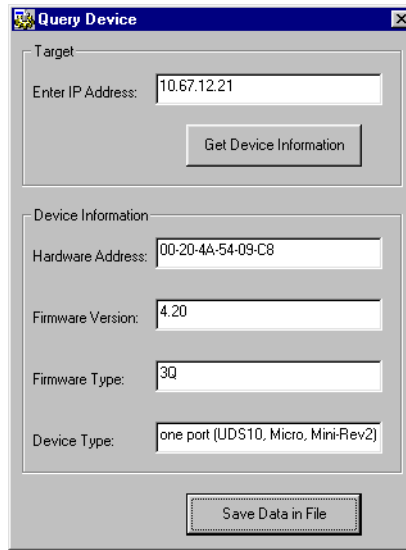 Query Device
Target
Enter IP Address: 10.67.12.21
Get Device Information
Device Information
Hardware Address: 00-20-4A-54-09-C8
Firmware Version: 4.20
Firmware Type: 3Q
Device Type: one port (UDS10, Micro, Mini-Rev2)
Save Data in File